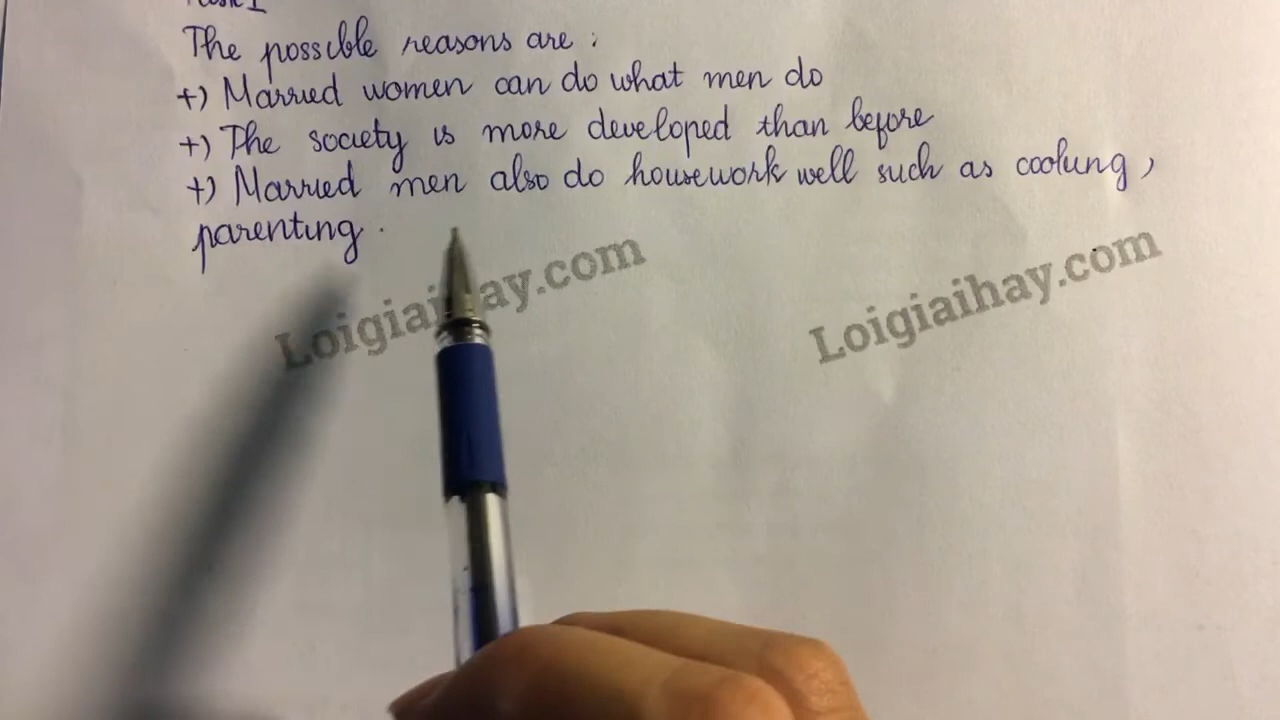 The possible reasons are :
+) Married women can do what men do
+) The society is more developed than before
+) Married men also do housework well such as cooking,
parenting.
Loigiaihay.com Loigiaihay.com